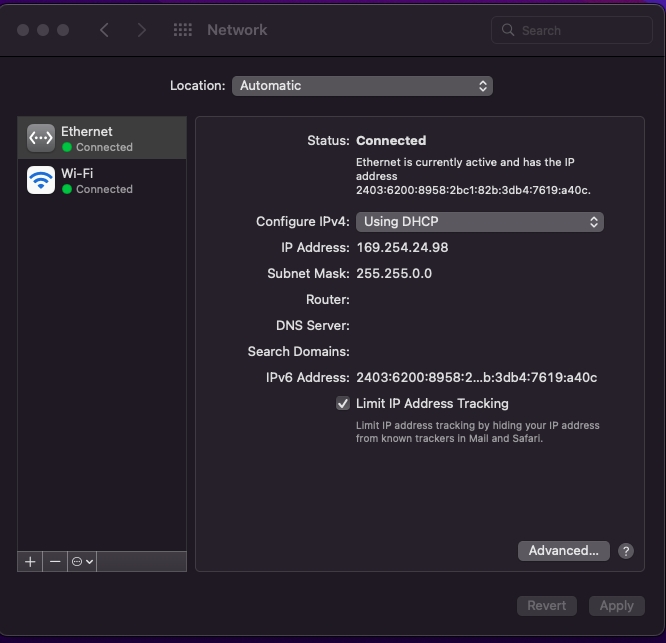 Network
Search
Location: Automatic
Ethernet
Connected
Wi-Fi
Connected
Status: Connected
Ethernet is currently active and has the IP
address
2403:6200:8958:2bc1:82b:3db4:7619:a40c.
Configure IPv4: Using DHCP
IP Address: 169.254.24.98
Subnet Mask: 255.255.0.0
Router:
DNS Server:
Search Domains:
IPv6 Address: 2403:6200:8958:2...b:3db4:7619:a40c
Limit IP Address Tracking
Limit IP address tracking by hiding your IP address
from known trackers in Mail and Safari.
Advanced... ?
Revert Apply